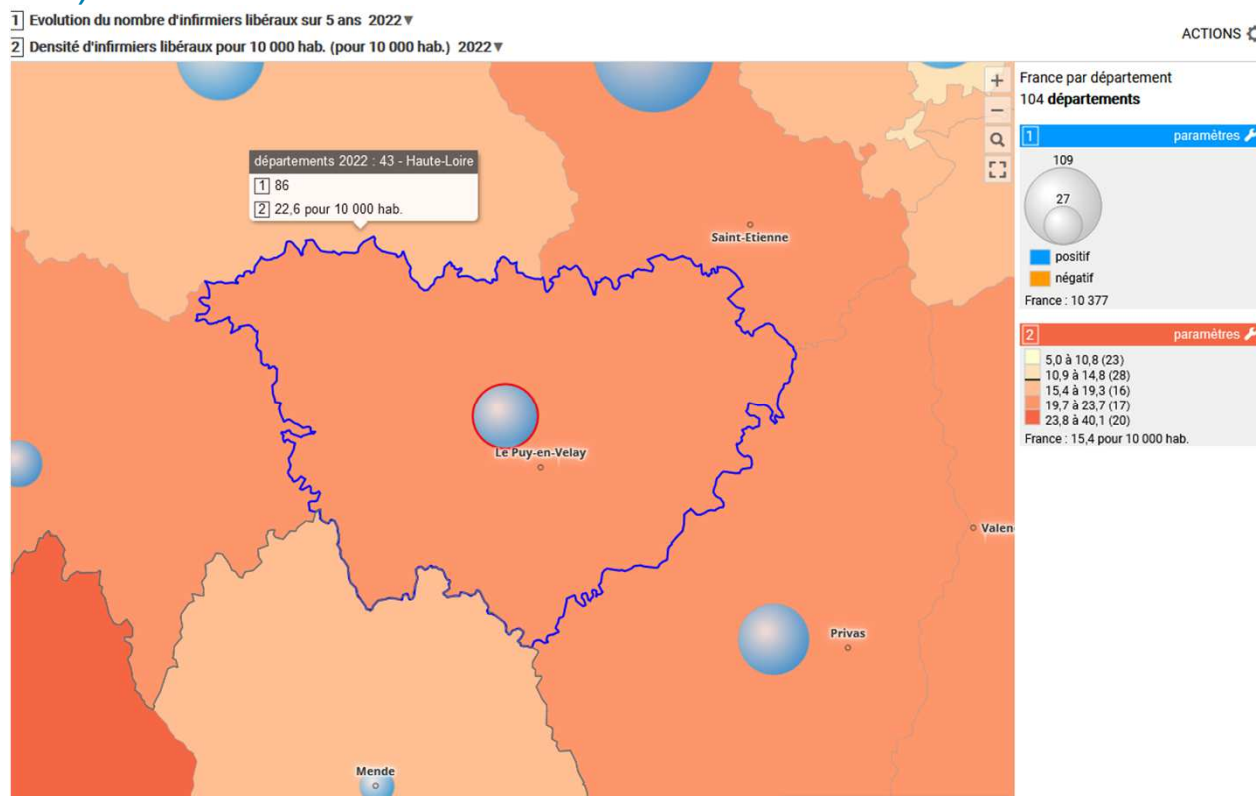 1 Evolution du nombre d'infirmiers libéraux sur 5 ans 2022▼
2 Densité d'infirmiers libéraux pour 10 000 hab. (pour 10 000 hab.) 2022▼
ACTIONS
France par département
104 départements
1 paramètres
109
27
positif
négatif
France : 10 377
2 paramètres
5,0 à 10,8 (23)
10,9 à 14,8 (28)
15,4 à 19,3 (16)
19,7 à 23,7 (17)
23,8 à 40,1 (20)
France : 15,4 pour 10 000 hab.
départements 2022 : 43 - Haute-Loire
1 86
2 22,6 pour 10 000 hab.
Saint-Etienne
Le Puy-en-Velay
Valen
Privas
Mende